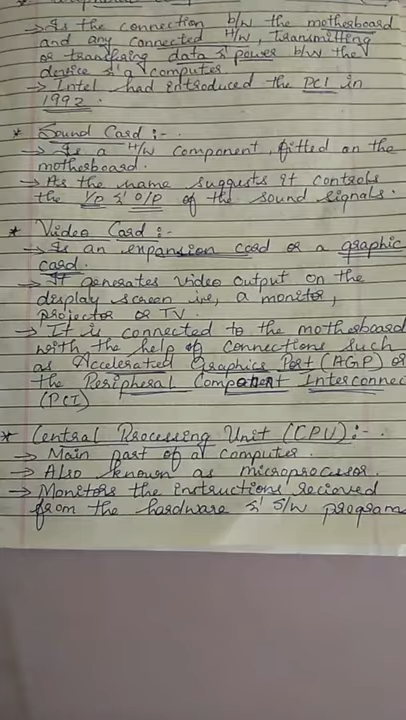 → Is the connection b/w the motherboard
and any connected H/W, transmitting
or transfering data & power b/w the
device & a computer
→ Intel had introduced the PCI in
1992.
* Sound Card :-
→ Is a H/W component, fitted on the
motherboard.
→ As the name suggests it controls
the I/P & O/P of the sound signals.
* Video Card :-
→ Is an expansion card or a graphic
card.
→ It generates video output on the
display screen ie, a monitor,
projector or TV.
→ It is connected to the motherboard
with the help of connections such
as Accelerated Graphics Port (AGP) or
the Peripheral Component Interconnec
(PCI)
* Central Processing Unit (CPU) :-
→ Main part of a computer.
→ Also known as microprocessor.
→ Monitors the instructions recieved
from the hardware & S/W program